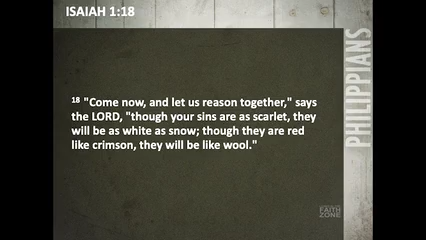 ISAIAH 1:18
18 "Come now, and let us reason together," says
the LORD, "though your sins are as scarlet, they
will be as white as snow; though they are red
like crimson, they will be like wool."
PHILIPPIANS
FAITH
ZONE